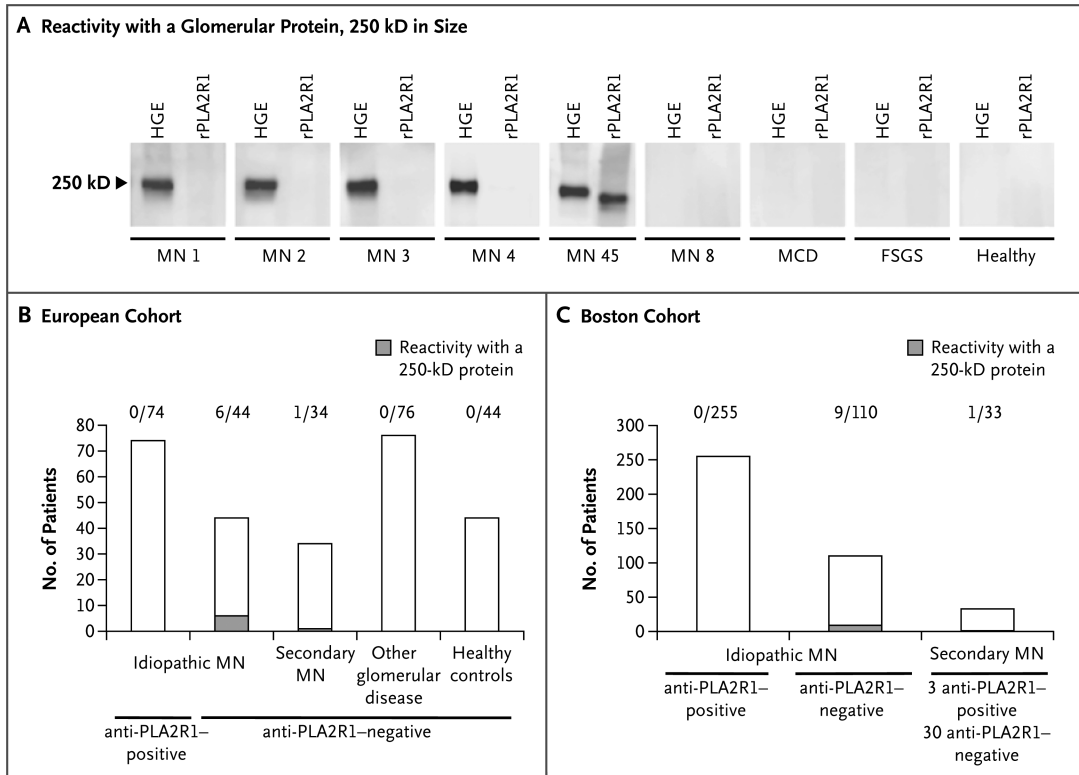 A Reactivity with a Glomerular Protein, 250 kD in Size
HGE rPLA2R1 HGE rPLA2R1 HGE rPLA2R1 HGE rPLA2R1 HGE rPLA2R1 HGE rPLA2R1 HGE rPLA2R1 HGE rPLA2R1 HGE rPLA2R1
250 kD
MN 1 MN 2 MN 3 MN 4 MN 45 MN 8 MCD FSGS Healthy
B European Cohort
Reactivity with a
250-kD protein
0/74 6/44 1/34 0/76 0/44
No. of Patients
80
70
60
50
40
30
20
10
0
Idiopathic MN
Secondary
MN
Other
glomerular
disease
Healthy
controls
anti-PLA2R1–
positive
anti-PLA2R1–negative
C Boston Cohort
Reactivity with a
250-kD protein
0/255 9/110 1/33
No. of Patients
300
250
200
150
100
50
0
Idiopathic MN
Secondary MN
anti-PLA2R1–
positive
anti-PLA2R1–
negative
3 anti-PLA2R1–
positive
30 anti-PLA2R1–
negative